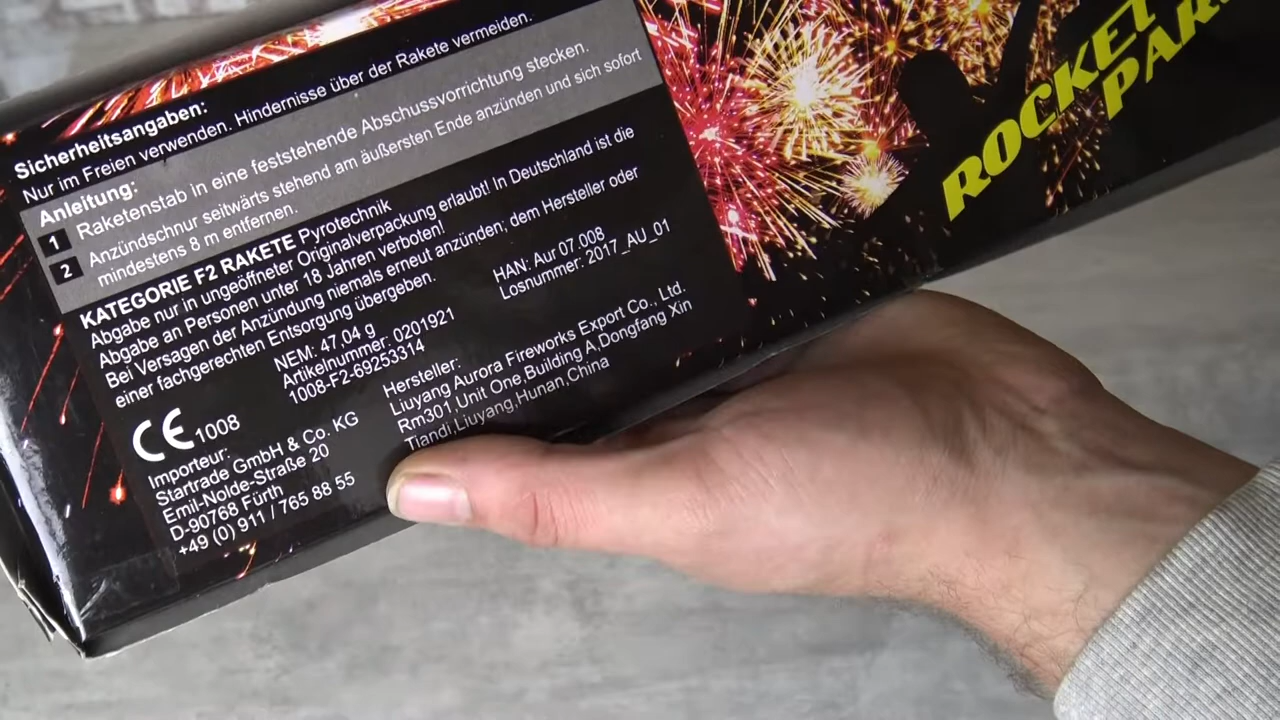 Sicherheitsangaben:
Nur im Freien verwenden. Hindernisse über der Rakete vermeiden.
Anleitung:
1 Raketenstab in eine feststehende Abschussvorrichtung stecken.
2 Anzündschnur seitwärts stehend am äußersten Ende anzünden und sich sofort
mindestens 8 m entfernen.
KATEGORIE F2 RAKETE Pyrotechnik
Abgabe nur in ungeöffneter Originalverpackung erlaubt! In Deutschland ist die
Abgabe an Personen unter 18 Jahren verboten!
Bei Versagen der Anzündung niemals erneut anzünden; dem Hersteller oder
einer fachgerechten Entsorgung übergeben.
NEM: 47,04 g
Artikelnummer: 0201921
1008-F2-69253314
HAN: Aur 07.008
Losnummer: 2017_AU_01
CE 1008
Importeur:
Startrade GmbH & Co. KG
Emil-Nolde-Straße 20
D-90768 Fürth
+49 (0) 911 / 765 88 55
Hersteller:
Liuyang Aurora Fireworks Export Co., Ltd.
Rm301,Unit One,Building A,Dongfang Xin
Tiandi,Liuyang,Hunan,China
ROCKET